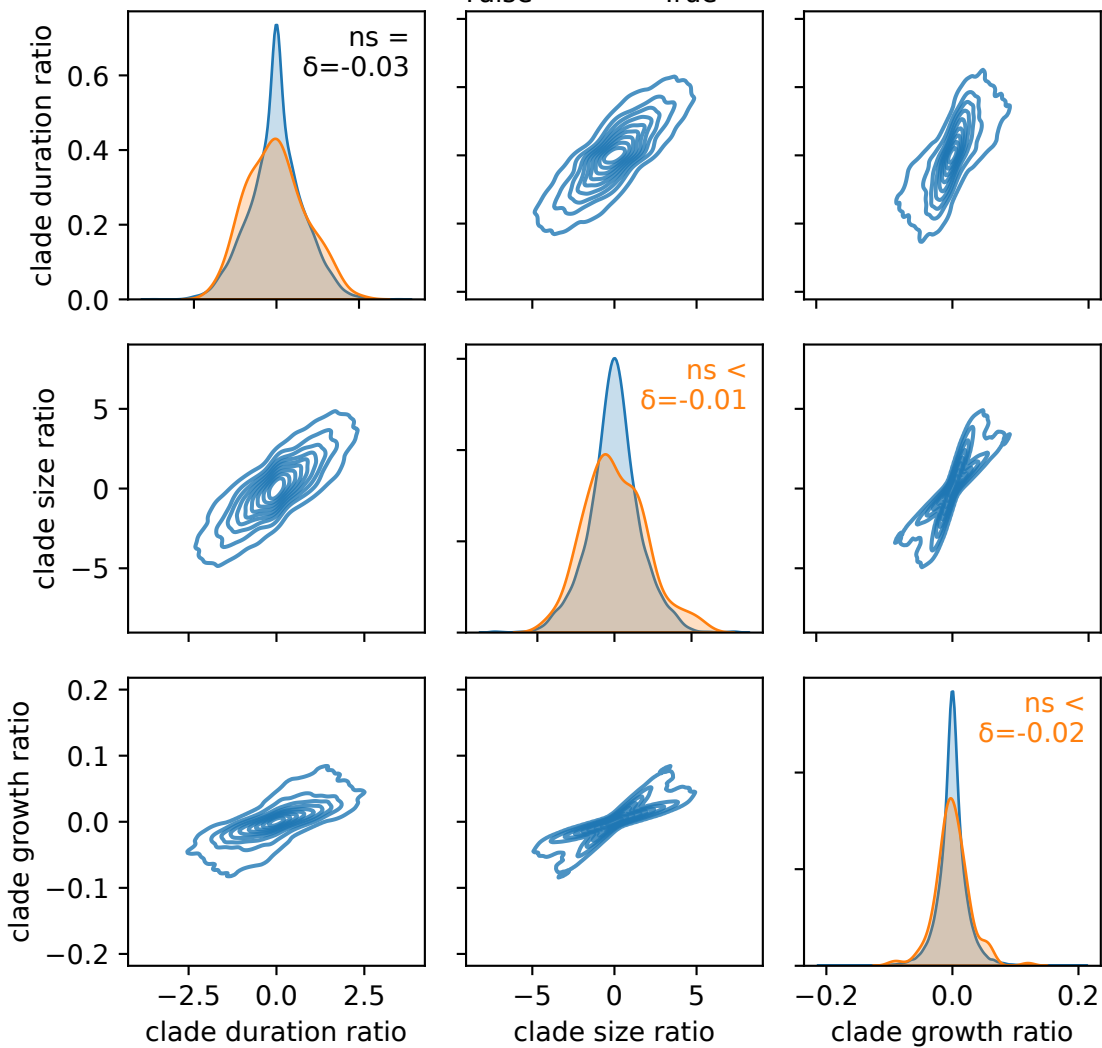 clade duration ratio
0.6
0.4
0.2
0.0
ns =
δ=-0.03
clade size ratio
5
0
−5
ns <
δ=-0.01
clade growth ratio
0.2
0.1
0.0
−0.1
−0.2
ns <
δ=-0.02
−2.5
0.0
2.5
−5
0
5
−0.2
0.0
0.2
clade duration ratio
clade size ratio
clade growth ratio